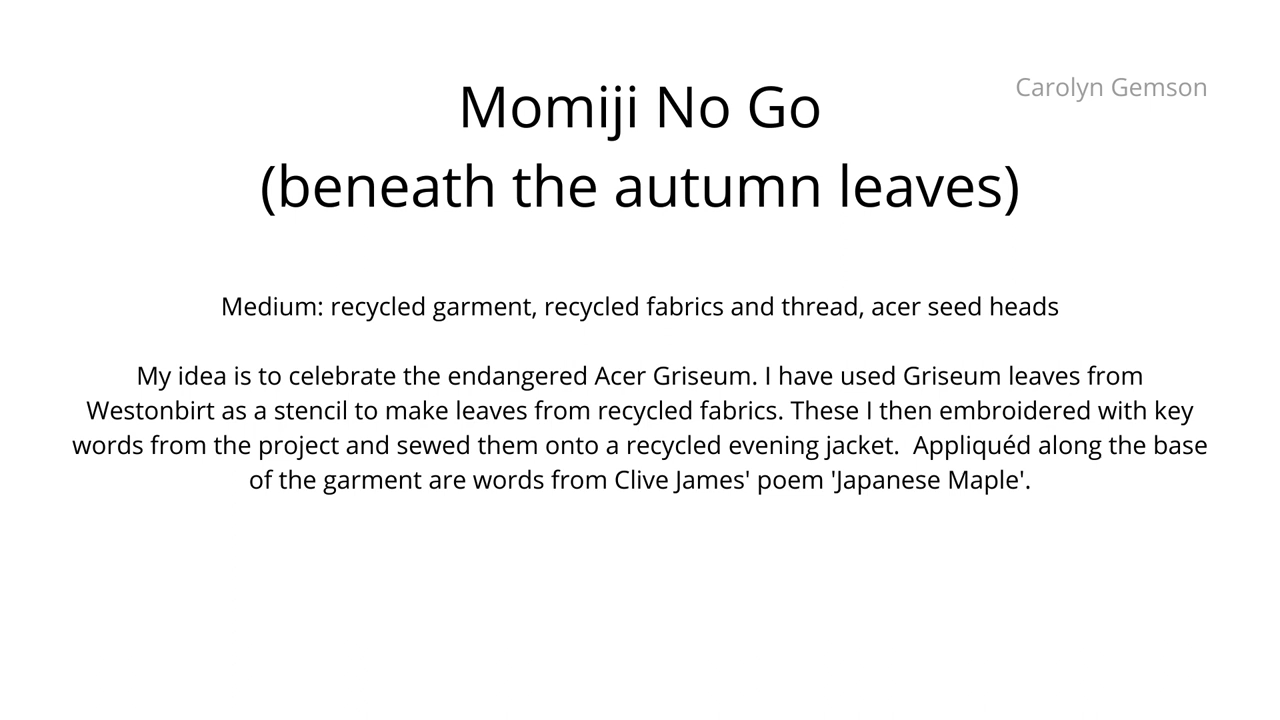 Carolyn Gemson
Momiji No Go
(beneath the autumn leaves)
Medium: recycled garment, recycled fabrics and thread, acer seed heads
My idea is to celebrate the endangered Acer Griseum. I have used Griseum leaves from
Westonbirt as a stencil to make leaves from recycled fabrics. These I then embroidered with key
words from the project and sewed them onto a recycled evening jacket.  Appliquéd along the base
of the garment are words from Clive James' poem 'Japanese Maple'.